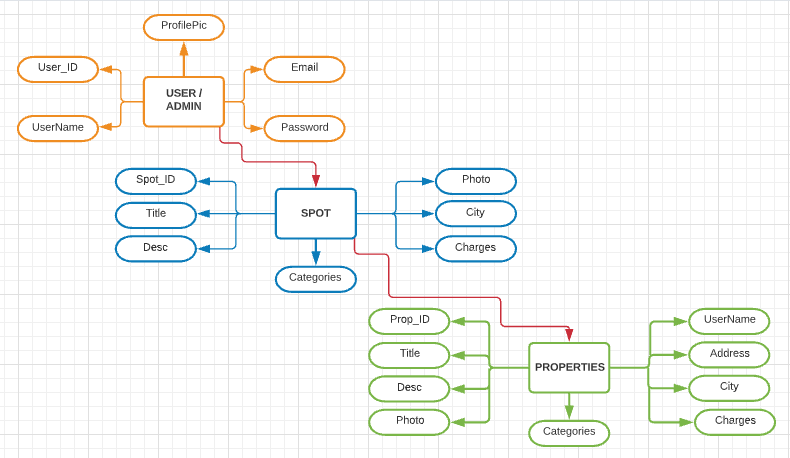 ProfilePic
User_ID
Email
USER /
ADMIN
UserName
Password
Spot_ID
Photo
Title
SPOT
City
Desc
Charges
Categories
Prop_ID
UserName
Title
Address
PROPERTIES
Desc
City
Photo
Charges
Categories